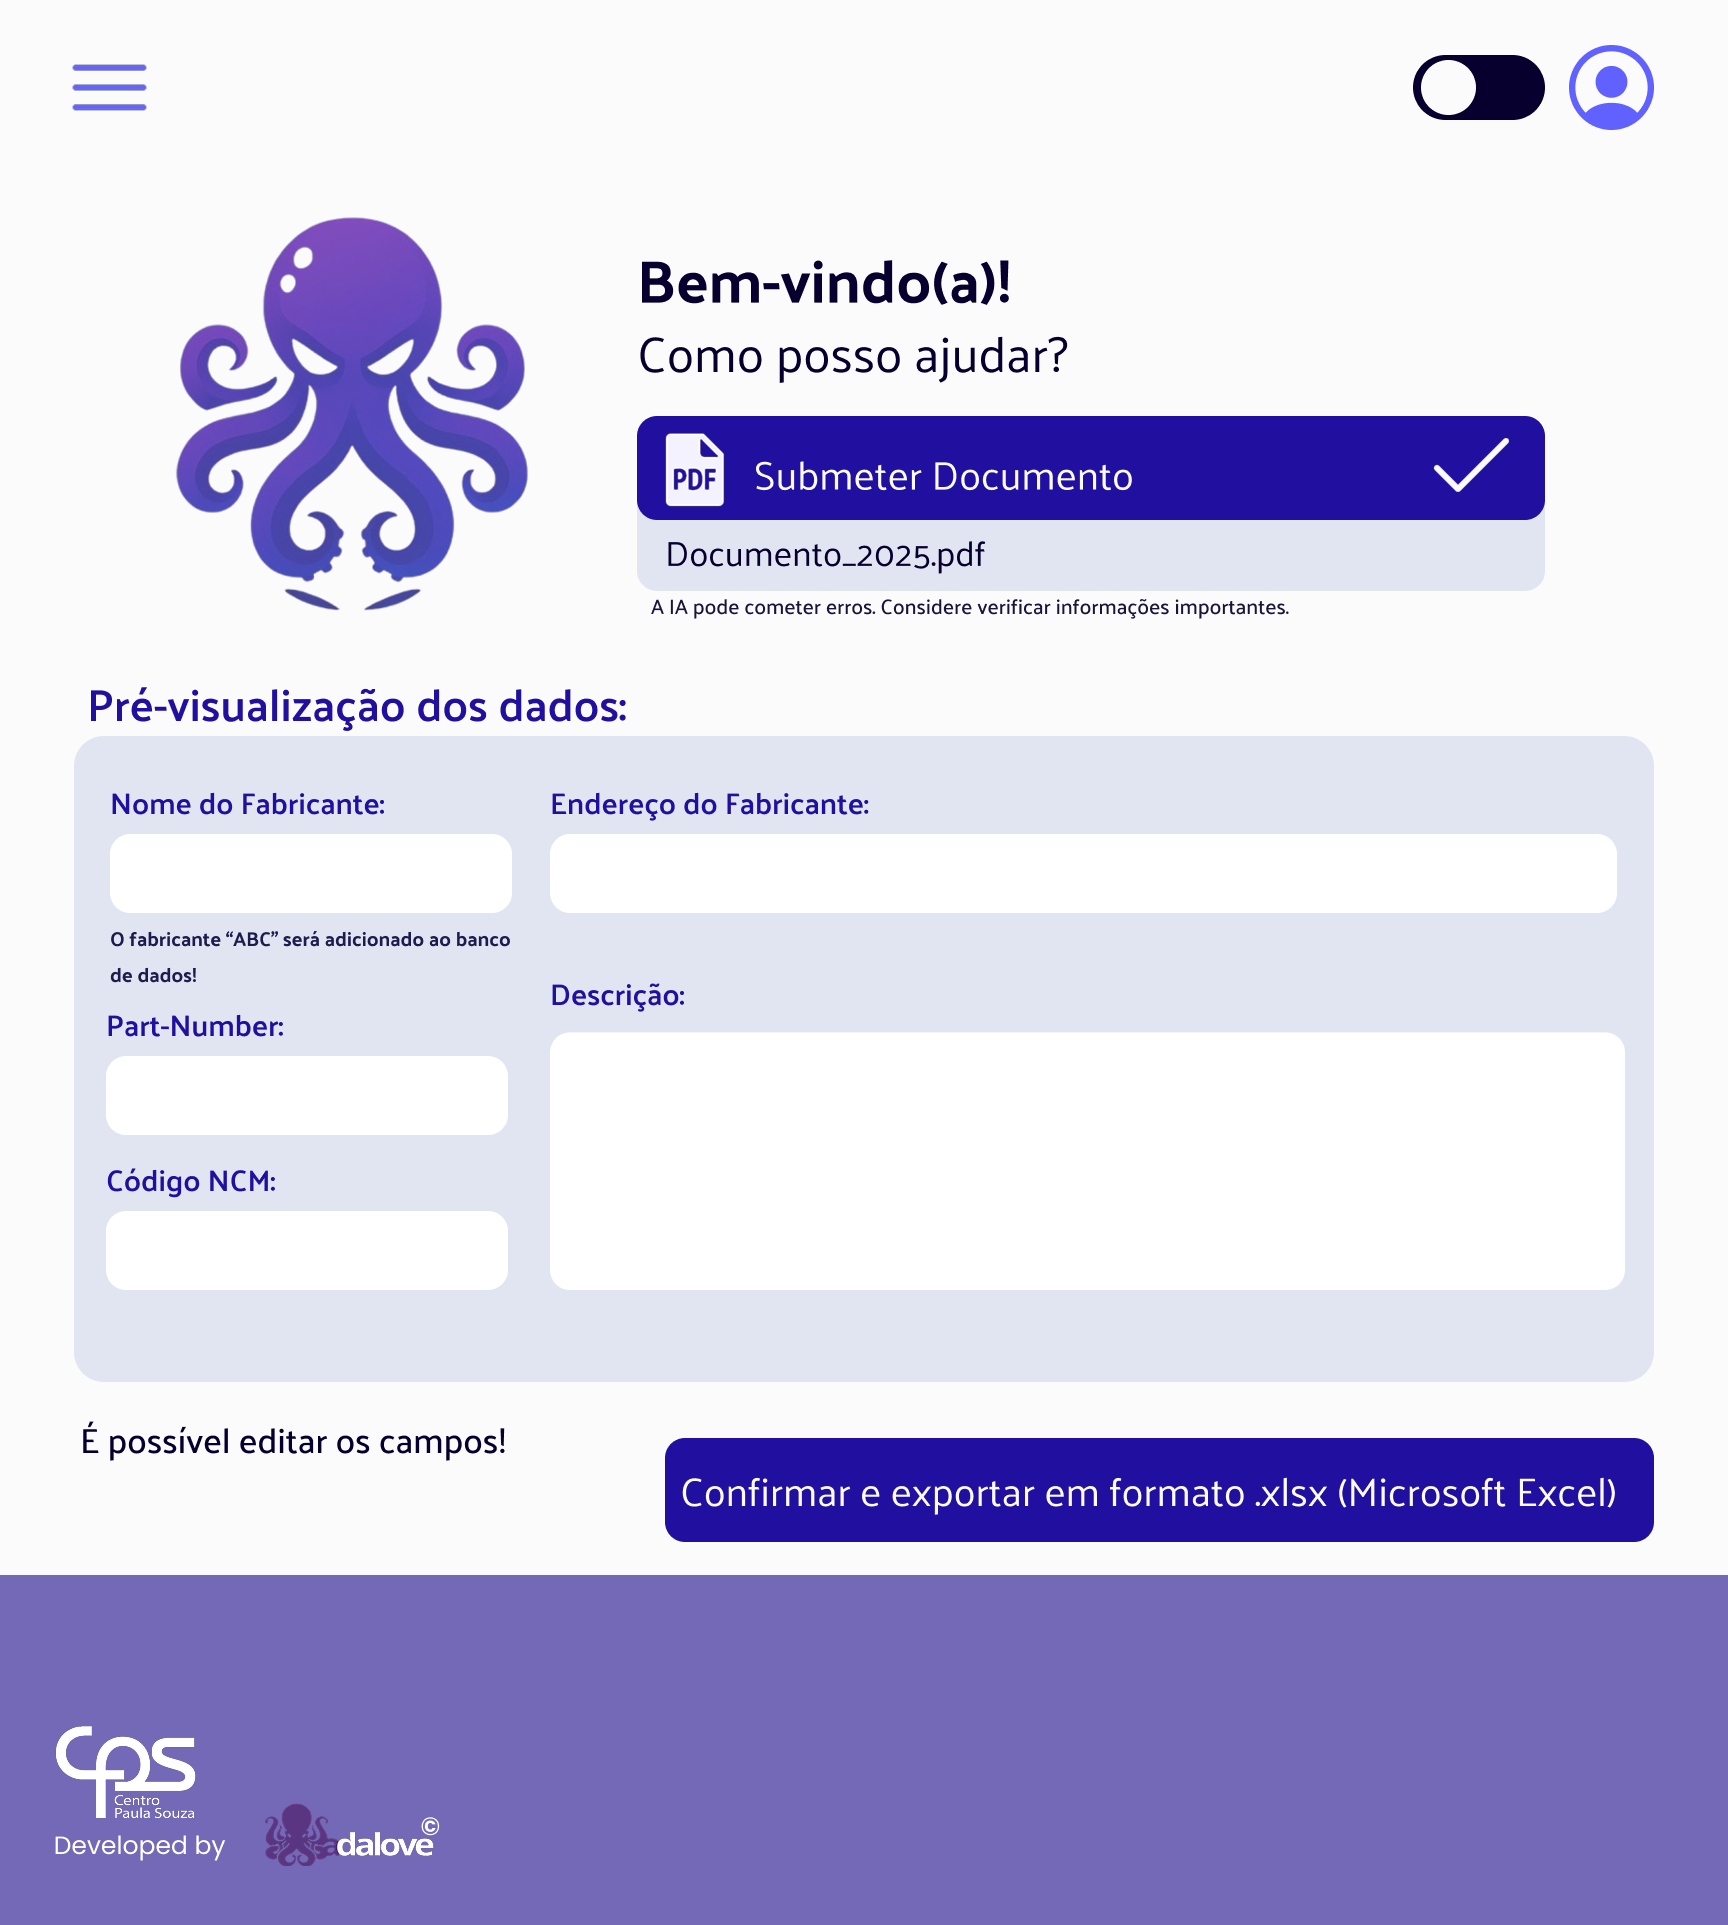 Bem-vindo(a)!
Como posso ajudar?
PDF
Submeter Documento
Documento_2025.pdf
A IA pode cometer erros. Considere verificar informações importantes.
Pré-visualização dos dados:
Nome do Fabricante:
Endereço do Fabricante:
O fabricante “ABC” será adicionado ao banco
de dados!
Descrição:
Part-Number:
Código NCM:
É possível editar os campos!
Confirmar e exportar em formato .xlsx (Microsoft Excel)
cps
Centro
Paula Souza
Developed by
adalove©